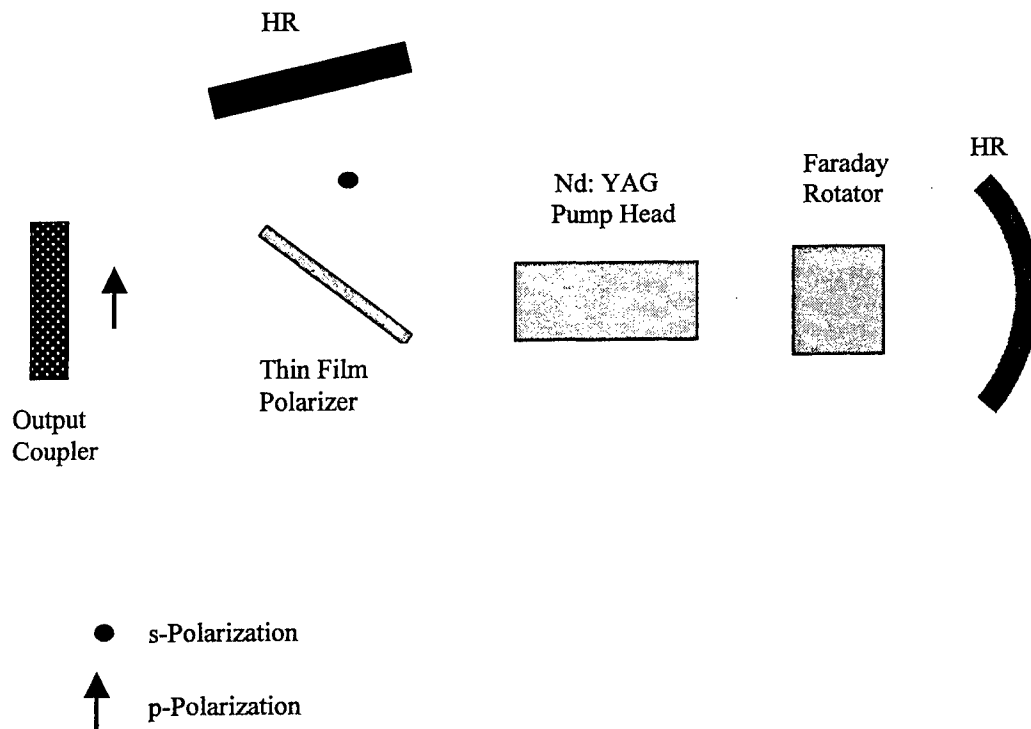 HR
HR
Faraday
Rotator
Nd: YAG
Pump Head
Thin Film
Polarizer
Output
Coupler
s-Polarization
p-Polarization